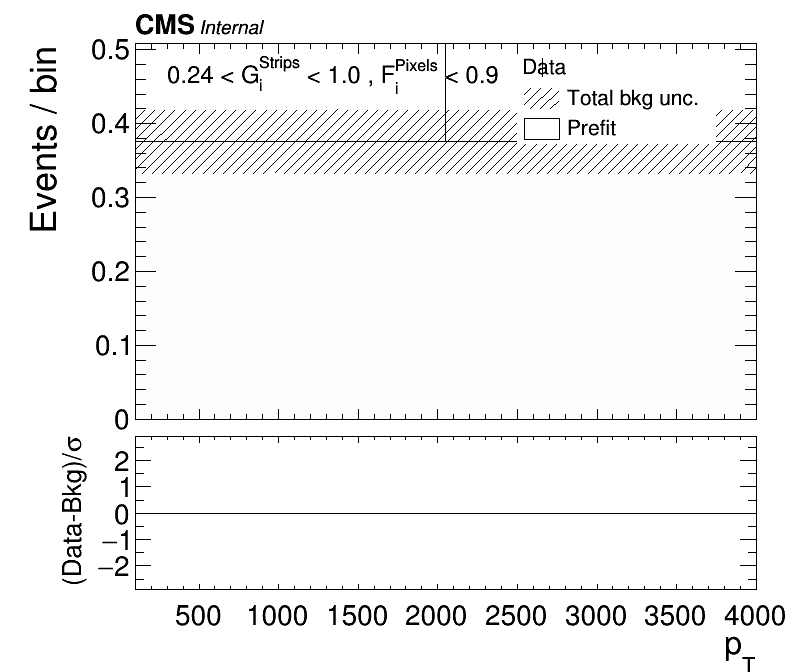 CMS Internal
0.24 < G_i^Strips < 1.0 , F_i^Pixels < 0.9
Data
Total bkg unc.
Prefit
Events / bin
0.5
0.4
0.3
0.2
0.1
0
(Data-Bkg)/σ
2
1
0
−1
−2
500 1000 1500 2000 2500 3000 3500 4000
p_T